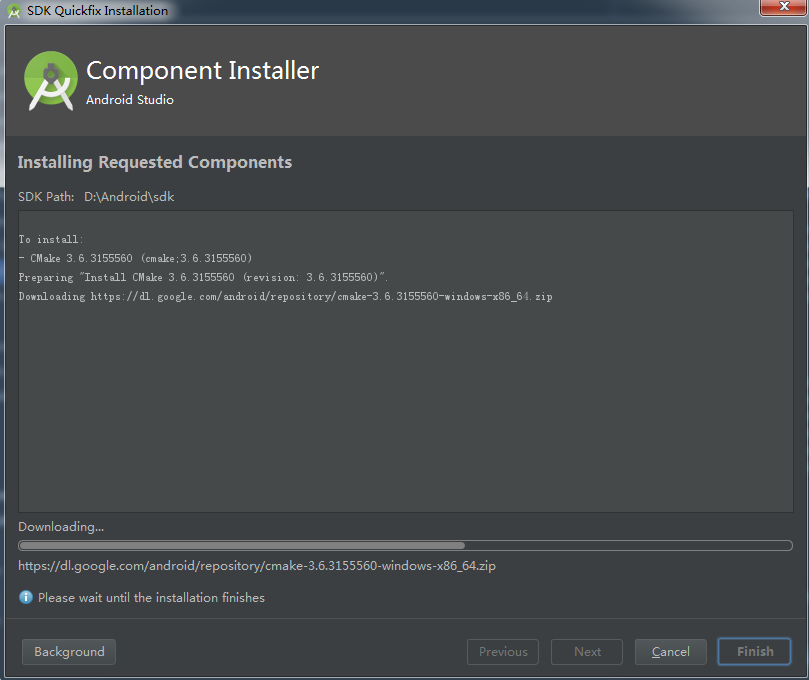 SDK Quickfix Installation
Component Installer
Android Studio
Installing Requested Components
SDK Path: D:\Android\sdk
To install:
- CMake 3.6.3155560 (cmake;3.6.3155560)
Preparing "Install CMake 3.6.3155560 (revision: 3.6.3155560)".
Downloading https://dl.google.com/android/repository/cmake-3.6.3155560-windows-x86_64.zip
Downloading...
https://dl.google.com/android/repository/cmake-3.6.3155560-windows-x86_64.zip
Please wait until the installation finishes
Background Previous Next Cancel Finish